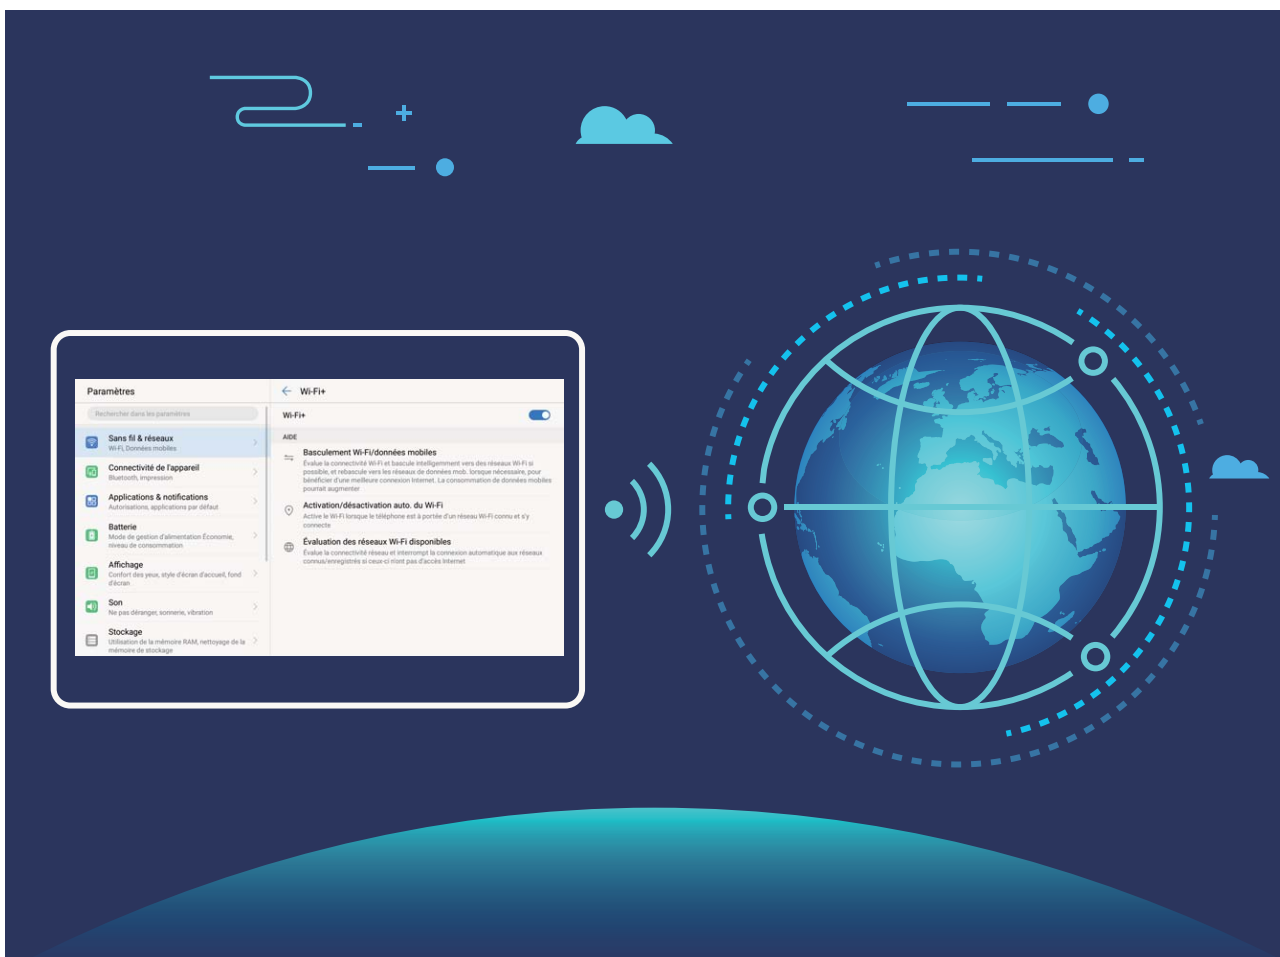 Paramètres
Rechercher dans les paramètres
Sans fil & réseaux
Wi-Fi, Données mobiles
Connectivité de l'appareil
Bluetooth, impression
Applications & notifications
Autorisations, applications par défaut
Batterie
Mode de gestion d'alimentation Économie,
niveau de consommation
Affichage
Confort des yeux, style d'écran d'accueil, fond
d'écran
Son
Ne pas déranger, sonnerie, vibration
Stockage
Utilisation de la mémoire RAM, nettoyage de la
mémoire de stockage
Wi-Fi+
Wi-Fi+
AIDE
Basculement Wi-Fi/données mobiles
Évalue la connectivité Wi-Fi et bascule intelligemment vers des réseaux Wi-Fi si
possible, et rebascule vers les réseaux de données mob. lorsque nécessaire, pour
bénéficier d'une meilleure connexion Internet. La consommation de données mobiles
pourrait augmenter
Activation/désactivation auto. du Wi-Fi
Active le Wi-Fi lorsque le téléphone est à portée d'un réseau Wi-Fi connu et s'y
connecte
Évaluation des réseaux Wi-Fi disponibles
Évalue la connectivité réseau et interrompt la connexion automatique aux réseaux
connus/enregistrés si ceux-ci n'ont pas d'accès Internet